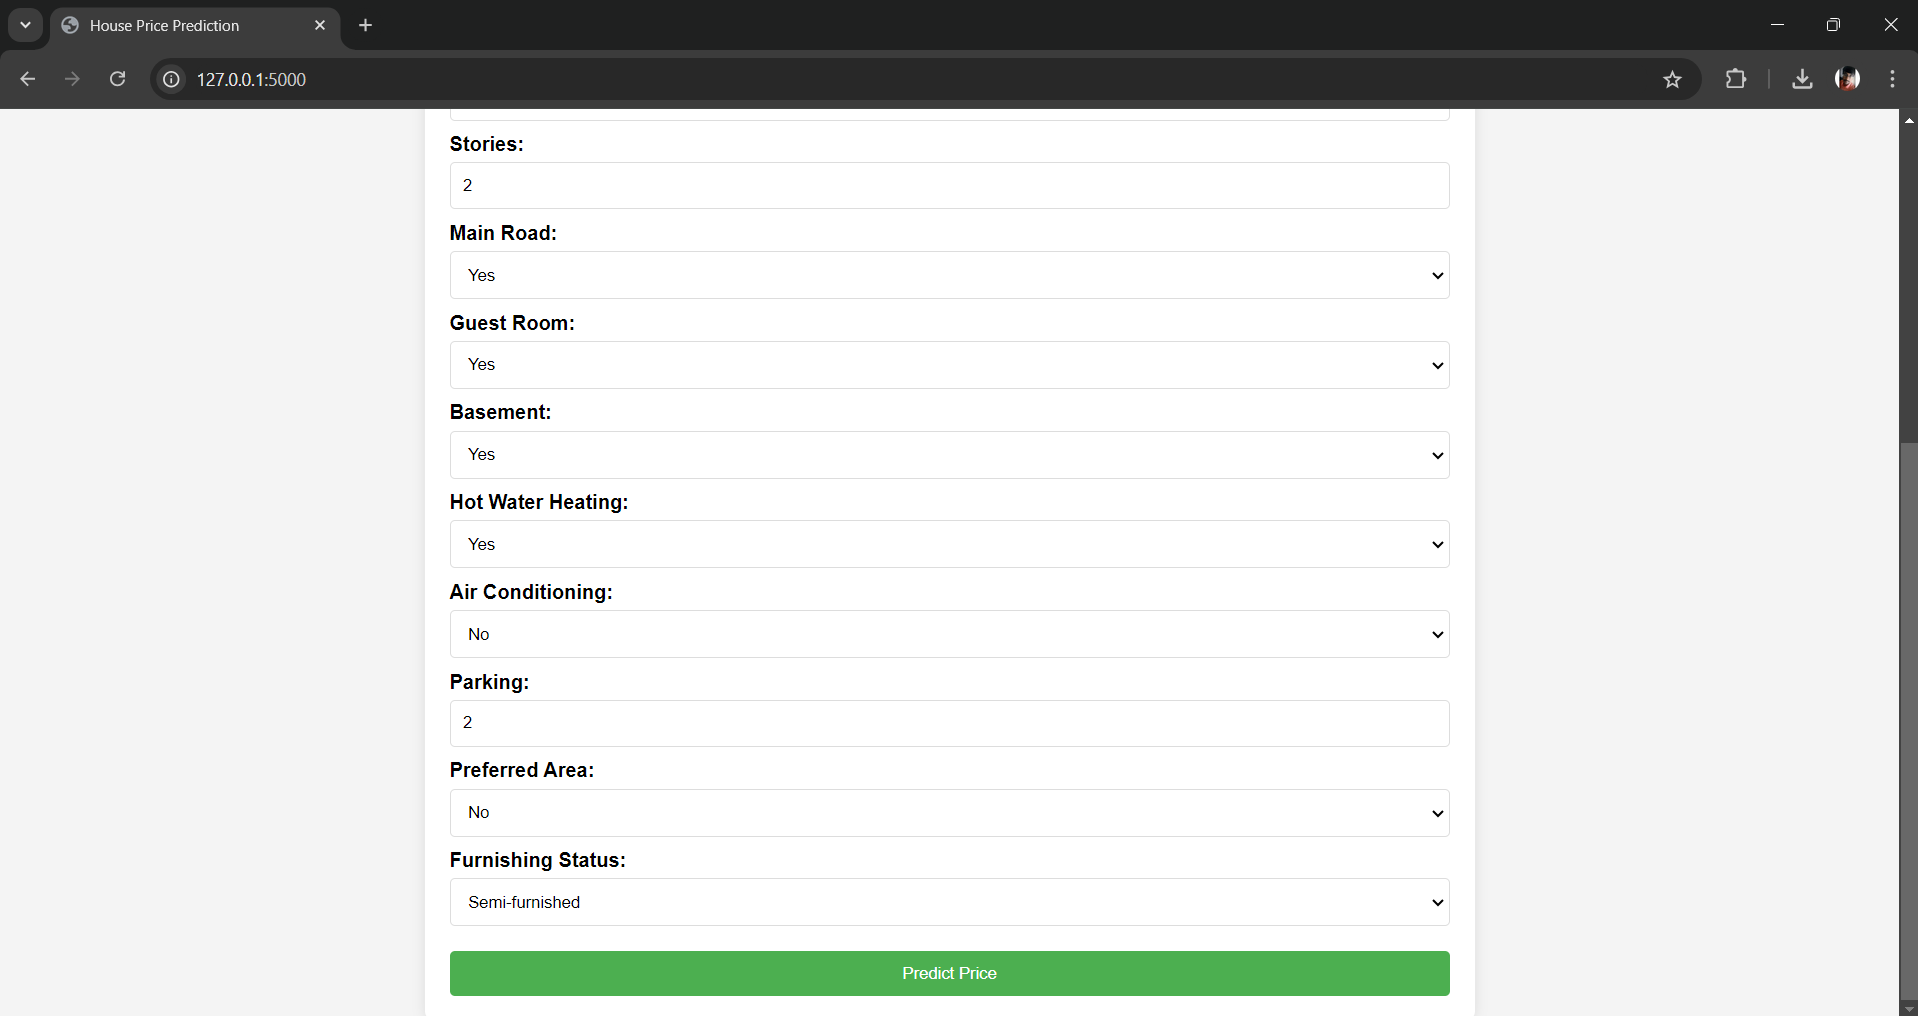 House Price Prediction
127.0.0.1:5000
Stories:
2
Main Road:
Yes
Guest Room:
Yes
Basement:
Yes
Hot Water Heating:
Yes
Air Conditioning:
No
Parking:
2
Preferred Area:
No
Furnishing Status:
Semi-furnished
Predict Price